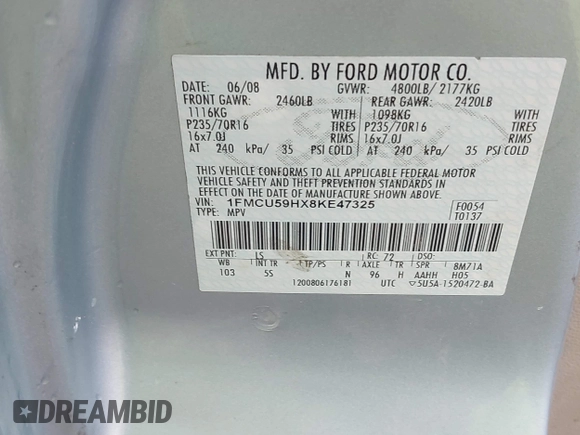 MFD. BY FORD MOTOR CO.
DATE: 06/08 GVWR: 4800LB/ 2177KG
FRONT GAWR: 2460LB REAR GAWR: 2420LB
1116KG WITH 1098KG WITH
P235/70R16 TIRES P235/70R16 TIRES
16x7.0J RIMS 16x7.0J RIMS
AT 240 kPa/ 35 PSI COLD AT 240 kPa/ 35 PSI COLD
THIS VEHICLE CONFORMS TO ALL APPLICABLE FEDERAL MOTOR
VEHICLE SAFETY AND THEFT PREVENTION STANDARDS IN
EFFECT ON THE DATE OF MANUFACTURE SHOWN ABOVE.
VIN: 1FMCU59HX8KE47325 F0054
TYPE: MPV T0137
EXT PNT: LS RC: 72 DSO:
WB INT TR TP/PS R AXLE TR SPR 8M71A
103 5S N 96 H AAHH H05
1200806176181 UTC ▽5U5A-1520472-BA
DREAMBID